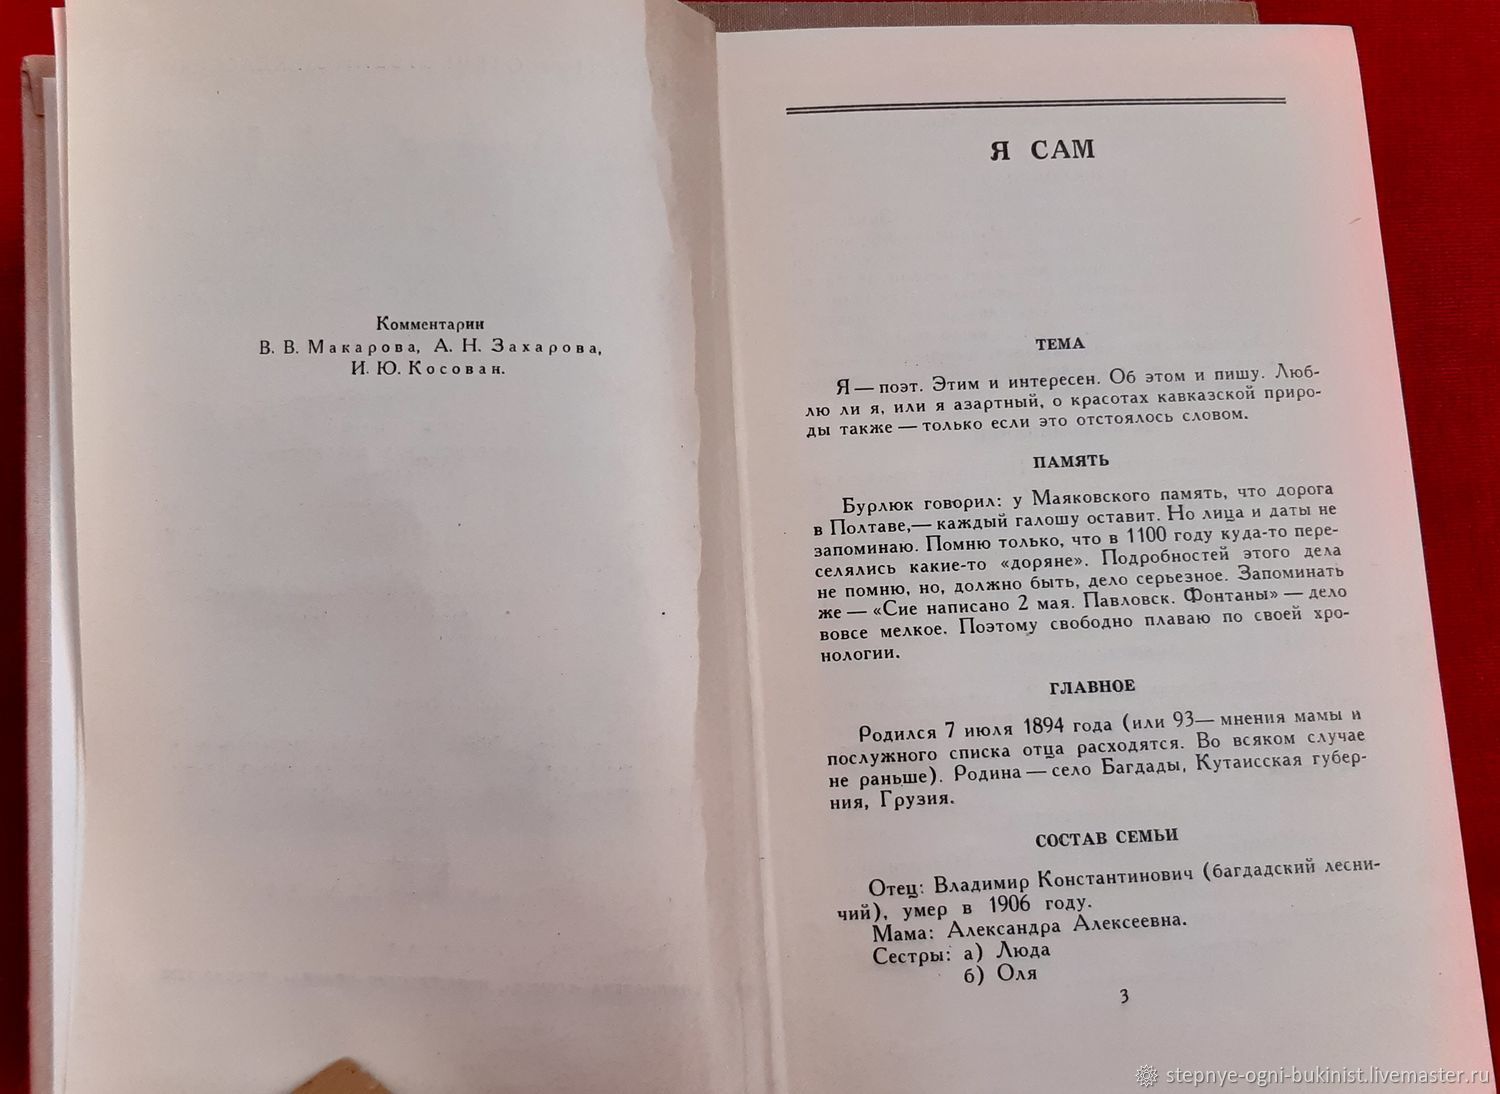 Комментарии
В. В. Макарова, А. Н. Захарова,
И. Ю. Косован.
Я САМ
ТЕМА
Я — поэт. Этим и интересен. Об этом и пишу. Люб-
лю ли я, или я азартный, о красотах кавказской приро-
ды также — только если это отстоялось словом.
ПАМЯТЬ
Бурлюк говорил: у Маяковского память, что дорога
в Полтаве,— каждый галошу оставит. Но лица и даты не
запоминаю. Помню только, что в 1100 году куда-то пере-
селялись какие-то «доряне». Подробностей этого дела
не помню, но, должно быть, дело серьезное. Запоминать
же — «Сие написано 2 мая. Павловск. Фонтаны» — дело
вовсе мелкое. Поэтому свободно плаваю по своей хро-
нологии.
ГЛАВНОЕ
Родился 7 июля 1894 года (или 93— мнения мамы и
послужного списка отца расходятся. Во всяком случае
не раньше). Родина — село Багдады, Кутаисская губер-
ния, Грузия.
СОСТАВ СЕМЬИ
Отец: Владимир Константинович (багдадский лесни-
чий), умер в 1906 году.
Мама: Александра Алексеевна.
Сестры: а) Люда
б) Оля
3
stepnye-ogni-bukinist.livemaster.ru